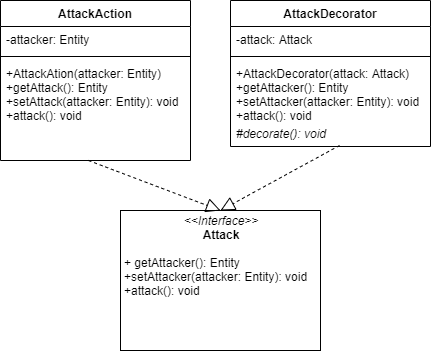 AttackAction
-attacker: Entity
+AttackAtion(attacker: Entity)
+getAttack(): Entity
+setAttack(attacker: Entity): void
+attack(): void
AttackDecorator
-attack: Attack
+AttackDecorator(attack: Attack)
+getAttacker(): Entity
+setAttacker(attacker: Entity): void
+attack(): void
#decorate(): void
<<Interface>>
Attack
+ getAttacker(): Entity
+setAttacker(attacker: Entity): void
+attack(): void